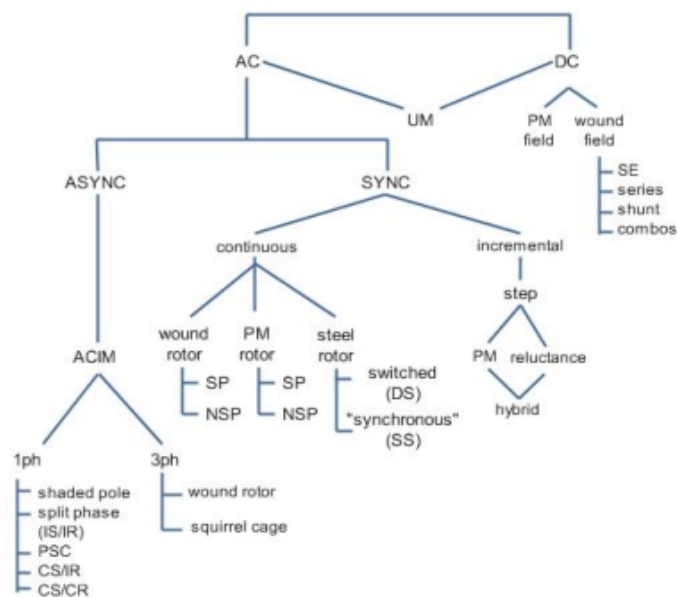 AC
DC
UM
PM
field
wound
field
SE
series
shunt
combos
ASYNC
SYNC
continuous
incremental
step
wound
rotor
PM
rotor
steel
rotor
PM
reluctance
hybrid
SP
NSP
SP
NSP
switched
(DS)
"synchronous"
(SS)
ACIM
1ph
3ph
shaded pole
split phase
(IS/IR)
PSC
CS/IR
CS/CR
wound rotor
squirrel cage